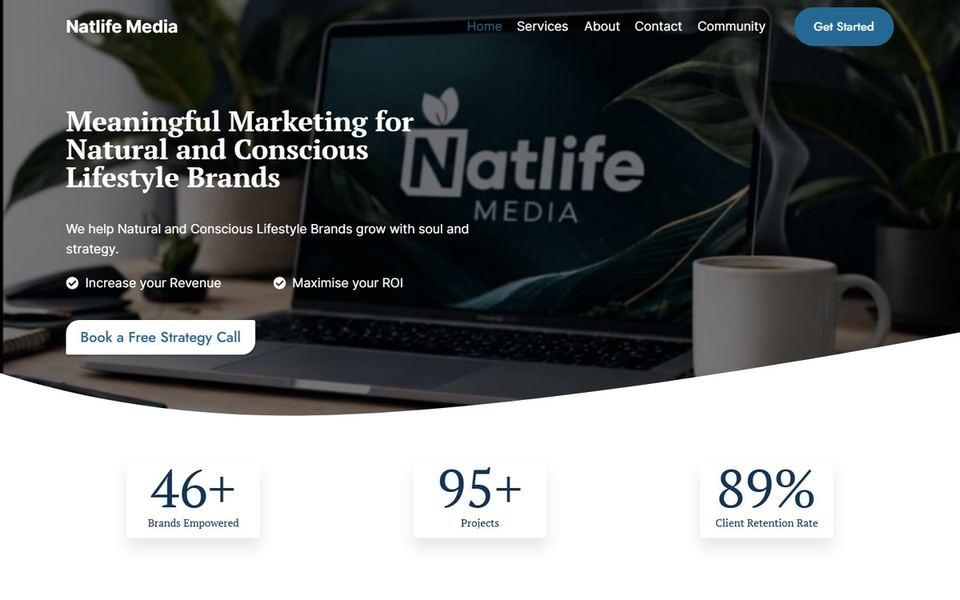 Natlife Media
Home Services About Contact Community
Get Started
Meaningful Marketing for
Natural and Conscious
Lifestyle Brands
Natlife
MEDIA
We help Natural and Conscious Lifestyle Brands grow with soul and
strategy.
Increase your Revenue
Maximise your ROI
Book a Free Strategy Call
46+
Brands Empowered
95+
Projects
89%
Client Retention Rate